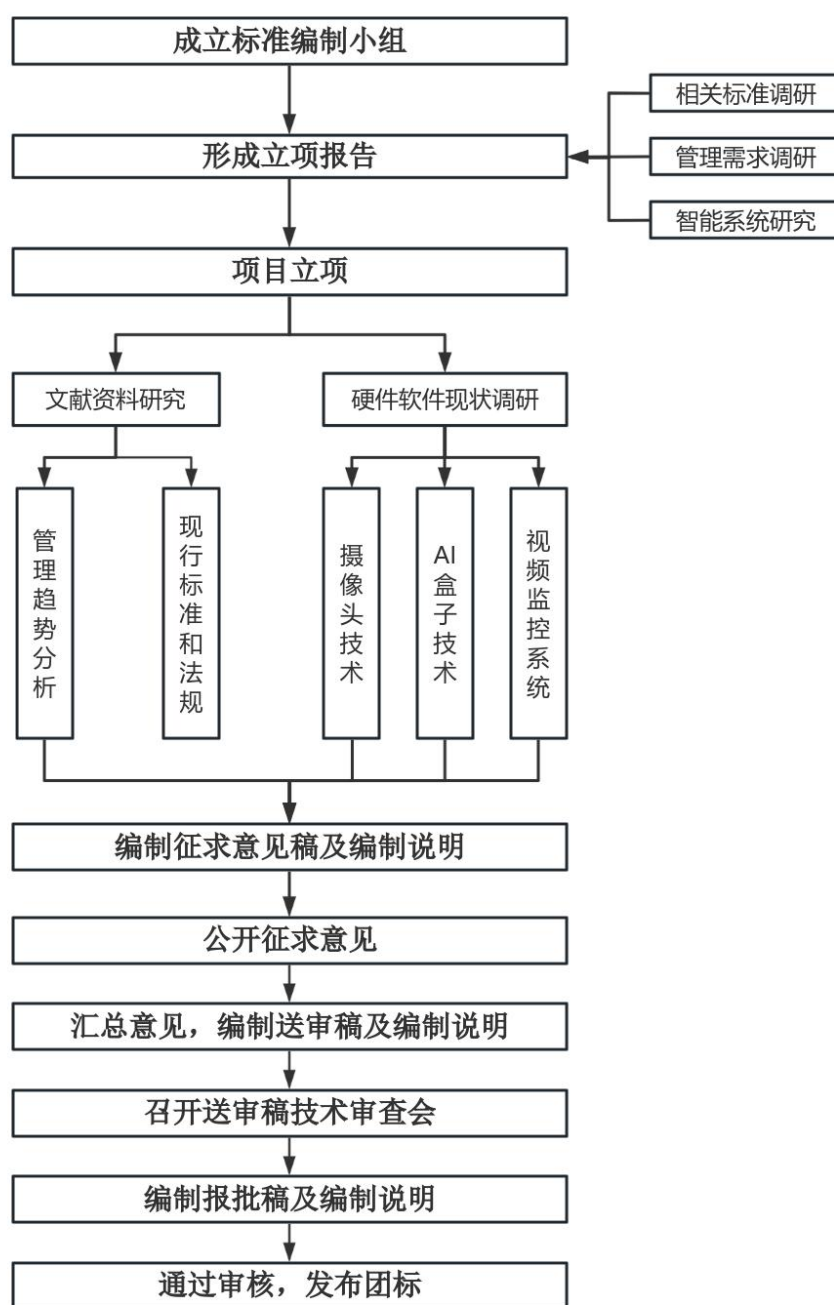 成立标准编制小组
相关标准调研
形成立项报告
管理需求调研
智能系统研究
项目立项
文献资料研究
硬件软件现状调研
管理趋势分析
现行标准和法规
摄像头技术
AI盒子技术
视频监控系统
编制征求意见稿及编制说明
公开征求意见
汇总意见，编制送审稿及编制说明
召开送审稿技术审查会
编制报批稿及编制说明
通过审核，发布团标